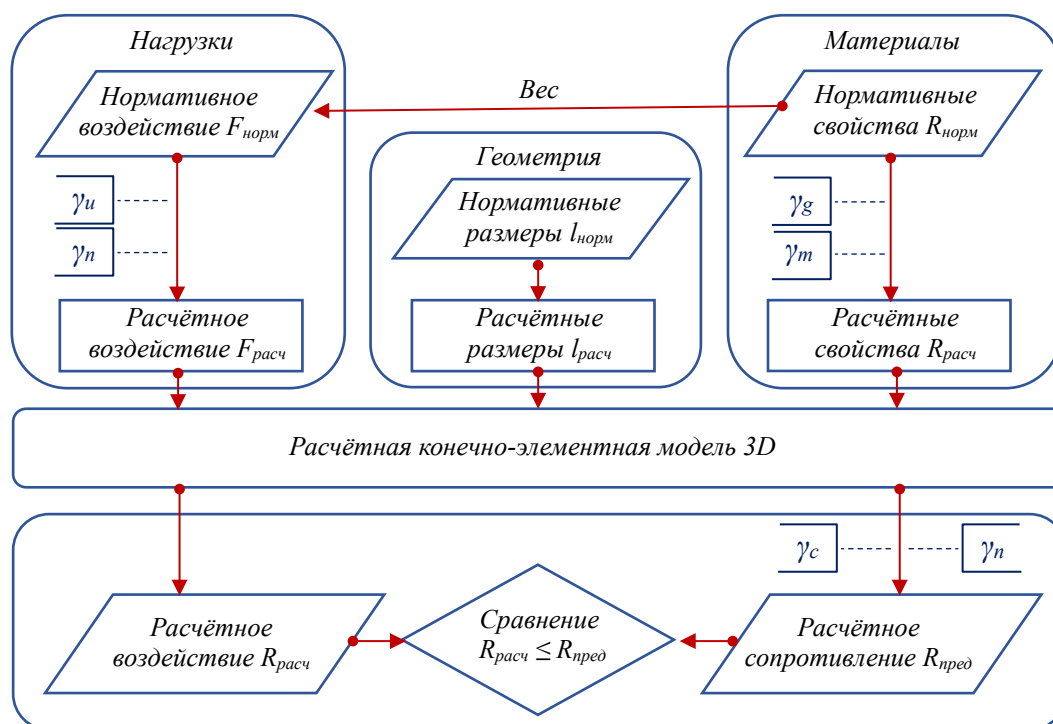 Нагрузки
Нормативное
воздействие Fнорм
γu
γn
Расчётное
воздействие Fрасч
Вес
Геометрия
Нормативные
размеры lнорм
Расчётные
размеры lрасч
Материалы
Нормативные
свойства Rнорм
γg
γm
Расчётные
свойства Rрасч
Расчётная конечно-элементная модель 3D
γc
γn
Расчётное
воздействие Rрасч
Сравнение
Rрасч ≤ Rпред
Расчётное
сопротивление Rпред